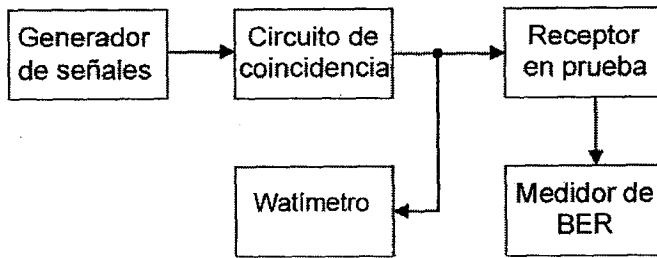 Generador
de señales
Circuito de
coincidencia
Receptor
en prueba
Watímetro
Medidor de
BER